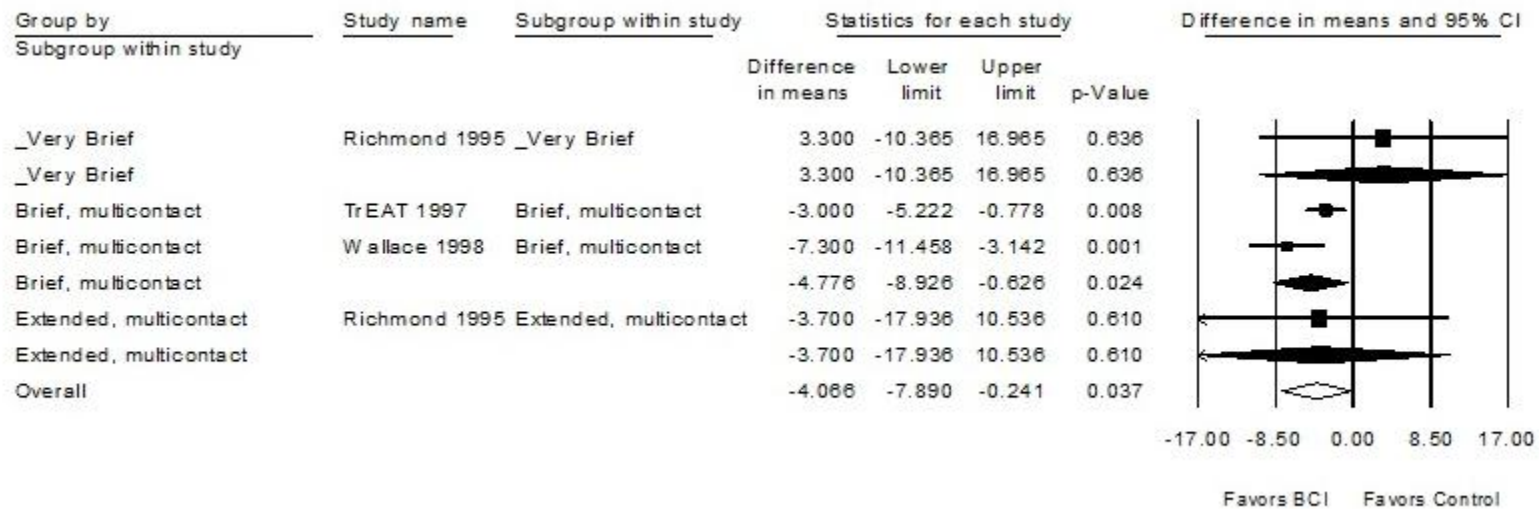 Group by Study name Subgroup within study Statistics for each study Difference in means and 95% CI
Subgroup within study
Difference Lower Upper
in means limit limit p-Value
_Very Brief Richmond 1995 _Very Brief 3.300 -10.365 16.965 0.636
_Very Brief 3.300 -10.365 16.965 0.636
Brief, multicontact TrEAT 1997 Brief, multicontact -3.000 -5.222 -0.778 0.008
Brief, multicontact Wallace 1998 Brief, multicontact -7.300 -11.458 -3.142 0.001
Brief, multicontact -4.776 -8.926 -0.626 0.024
Extended, multicontact Richmond 1995 Extended, multicontact -3.700 -17.936 10.536 0.610
Extended, multicontact -3.700 -17.936 10.536 0.610
Overall -4.066 -7.890 -0.241 0.037
-17.00 -8.50 0.00 8.50 17.00
Favors BCI Favors Control